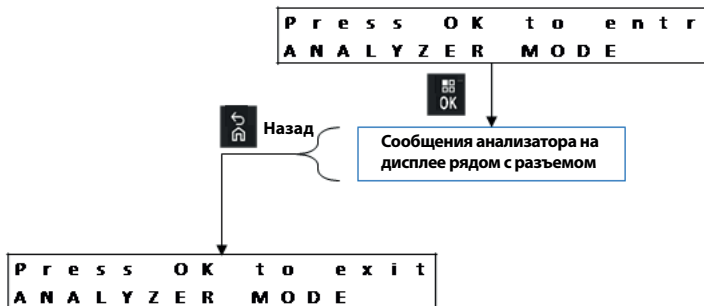 Press OK to entr
ANALYZER MODE
OK
Назад
Сообщения анализатора на
дисплее рядом с разъемом
Press OK to exit
ANALYZER MODE